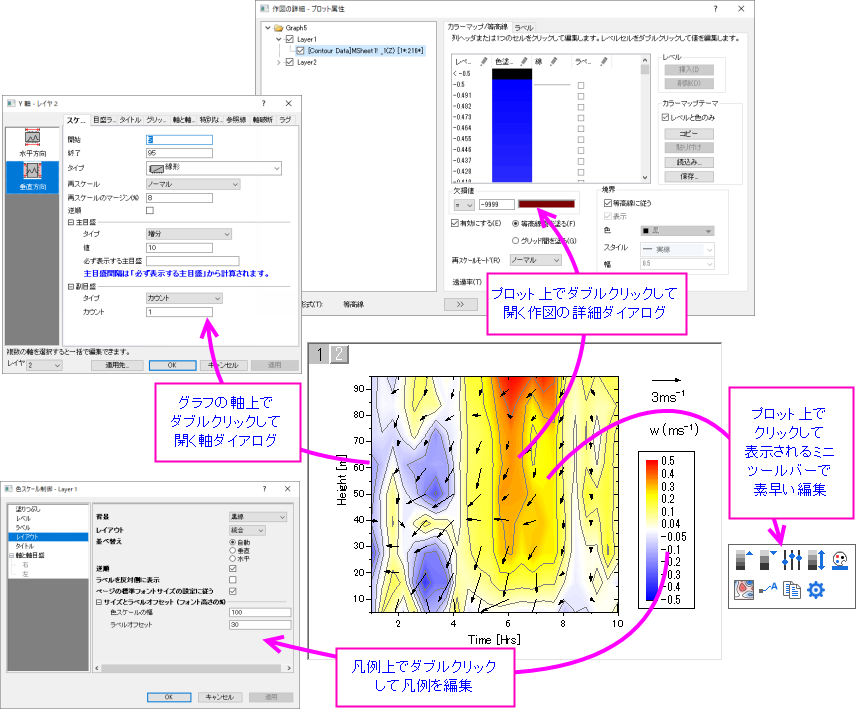 作図の詳細 - プロット属性
Graph5
Layer1
[Contour Data]MSheet1! _1(Z) [1*:216*]
Layer2
カラーマップ/等高線 ラベル
列ヘッダまたは1つのセルをクリックして編集します。レベルセルをダブルクリックして値を編集します。
レベ... 色塗... 線 ラベ...
< -0.5
-0.5
-0.491
-0.482
-0.473
-0.464
-0.455
-0.446
-0.437
-0.428
レベル
挿入(I)
削除(D)
カラーマップテーマ
レベルと色のみ
コピー
貼り付け
読込み...
保存...
欠損値
= -9999
有効にする(E)
等高線間を塗る(F)
グリッド間を塗る(G)
再スケールモード(R) ノーマル
透過率(T)
境界
等高線に従う
表示
色 黒
スタイル 実線
幅 0.5
形式(T): 等高線
>>
Y 軸 - レイヤ 2
水平方向
垂直方向
スケ... 目盛ラ... タイトル グリッ... 軸と軸... 特別な... 参照線 軸破断 ラグ
開始
終了 95
タイプ 線形
再スケール ノーマル
再スケールのマージン(%) 8
逆順
主目盛
タイプ 増分
値 10
必ず表示する主目盛
主目盛間隔は「必ず表示する主目盛」から計算されます。
副目盛
タイプ カウント
カウント 1
複数の軸を選択すると一括で編集できます。
レイヤ 2 適用先... OK キャンセル 適用
プロット上でダブルクリックして
開く作図の詳細ダイアログ
グラフの軸上で
ダブルクリックして
開く軸ダイアログ
1 2
90
80
70
60
50
40
30
20
10
Height [m]
2 4 6 8 10
Time [Hrs]
3ms⁻¹
w (ms⁻¹)
0.5
0.4
0.3
0.2
0.1
0.04
-0.05
-0.1
-0.2
-0.3
-0.4
-0.5
プロット上で
クリックして
表示されるミニ
ツールバーで
素早い編集
色スケール制御 - Layer 1
塗りつぶし
レベル
ラベル
レイアウト
タイトル
軸と軸目盛
右
左
背景 黒線
レイアウト 統合
並べ替え 自動
垂直
水平
逆順
ラベルを反対側に表示
ページの標準フォントサイズの設定に従う
サイズとラベルオフセット (フォント高さの%)
色スケールの幅 100
ラベルオフセット 30
OK キャンセル 適用
凡例上でダブルクリック
して凡例を編集